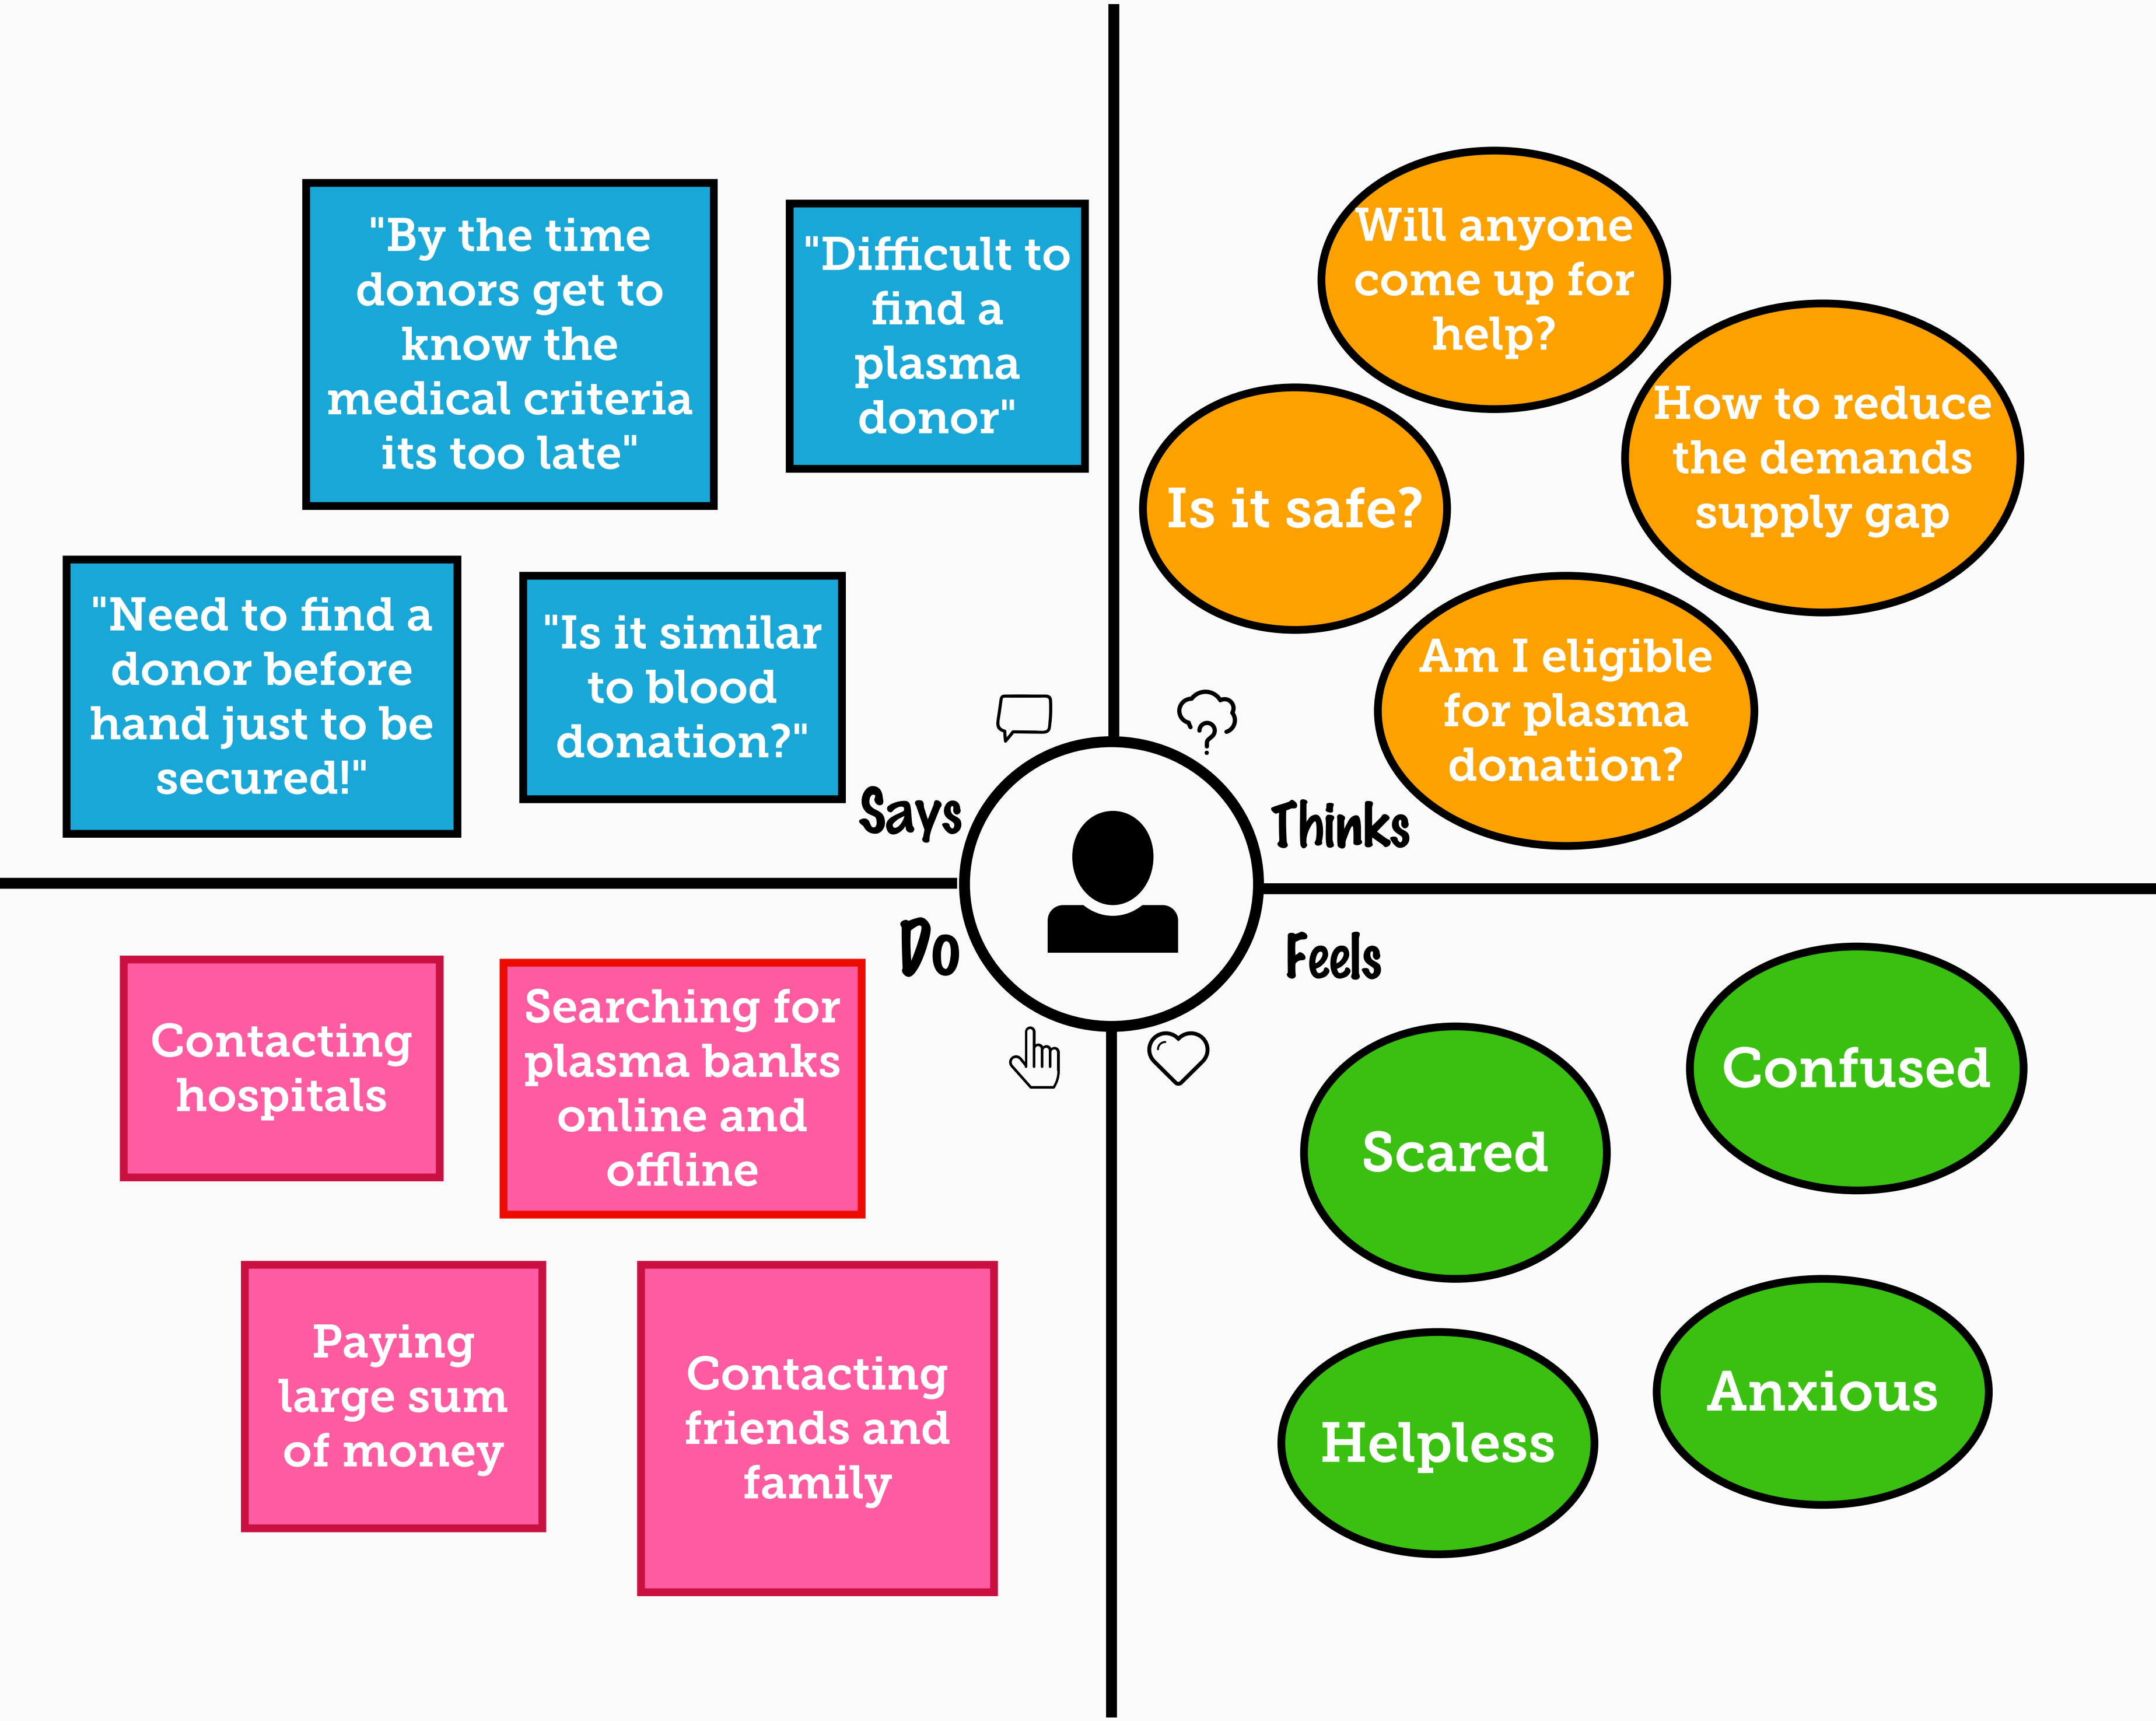 "By the time
donors get to
know the
medical criteria
its too late"
"Difficult to
find a
plasma
donor"
"Need to find a
donor before
hand just to be
secured!"
"Is it similar
to blood
donation?"
Says
Will anyone
come up for
help?
How to reduce
the demands
supply gap
Is it safe?
Am I eligible
for plasma
donation?
Thinks
?
Do
Contacting
hospitals
Searching for
plasma banks
online and
offline
Paying
large sum
of money
Contacting
friends and
family
Feels
Confused
Scared
Anxious
Helpless